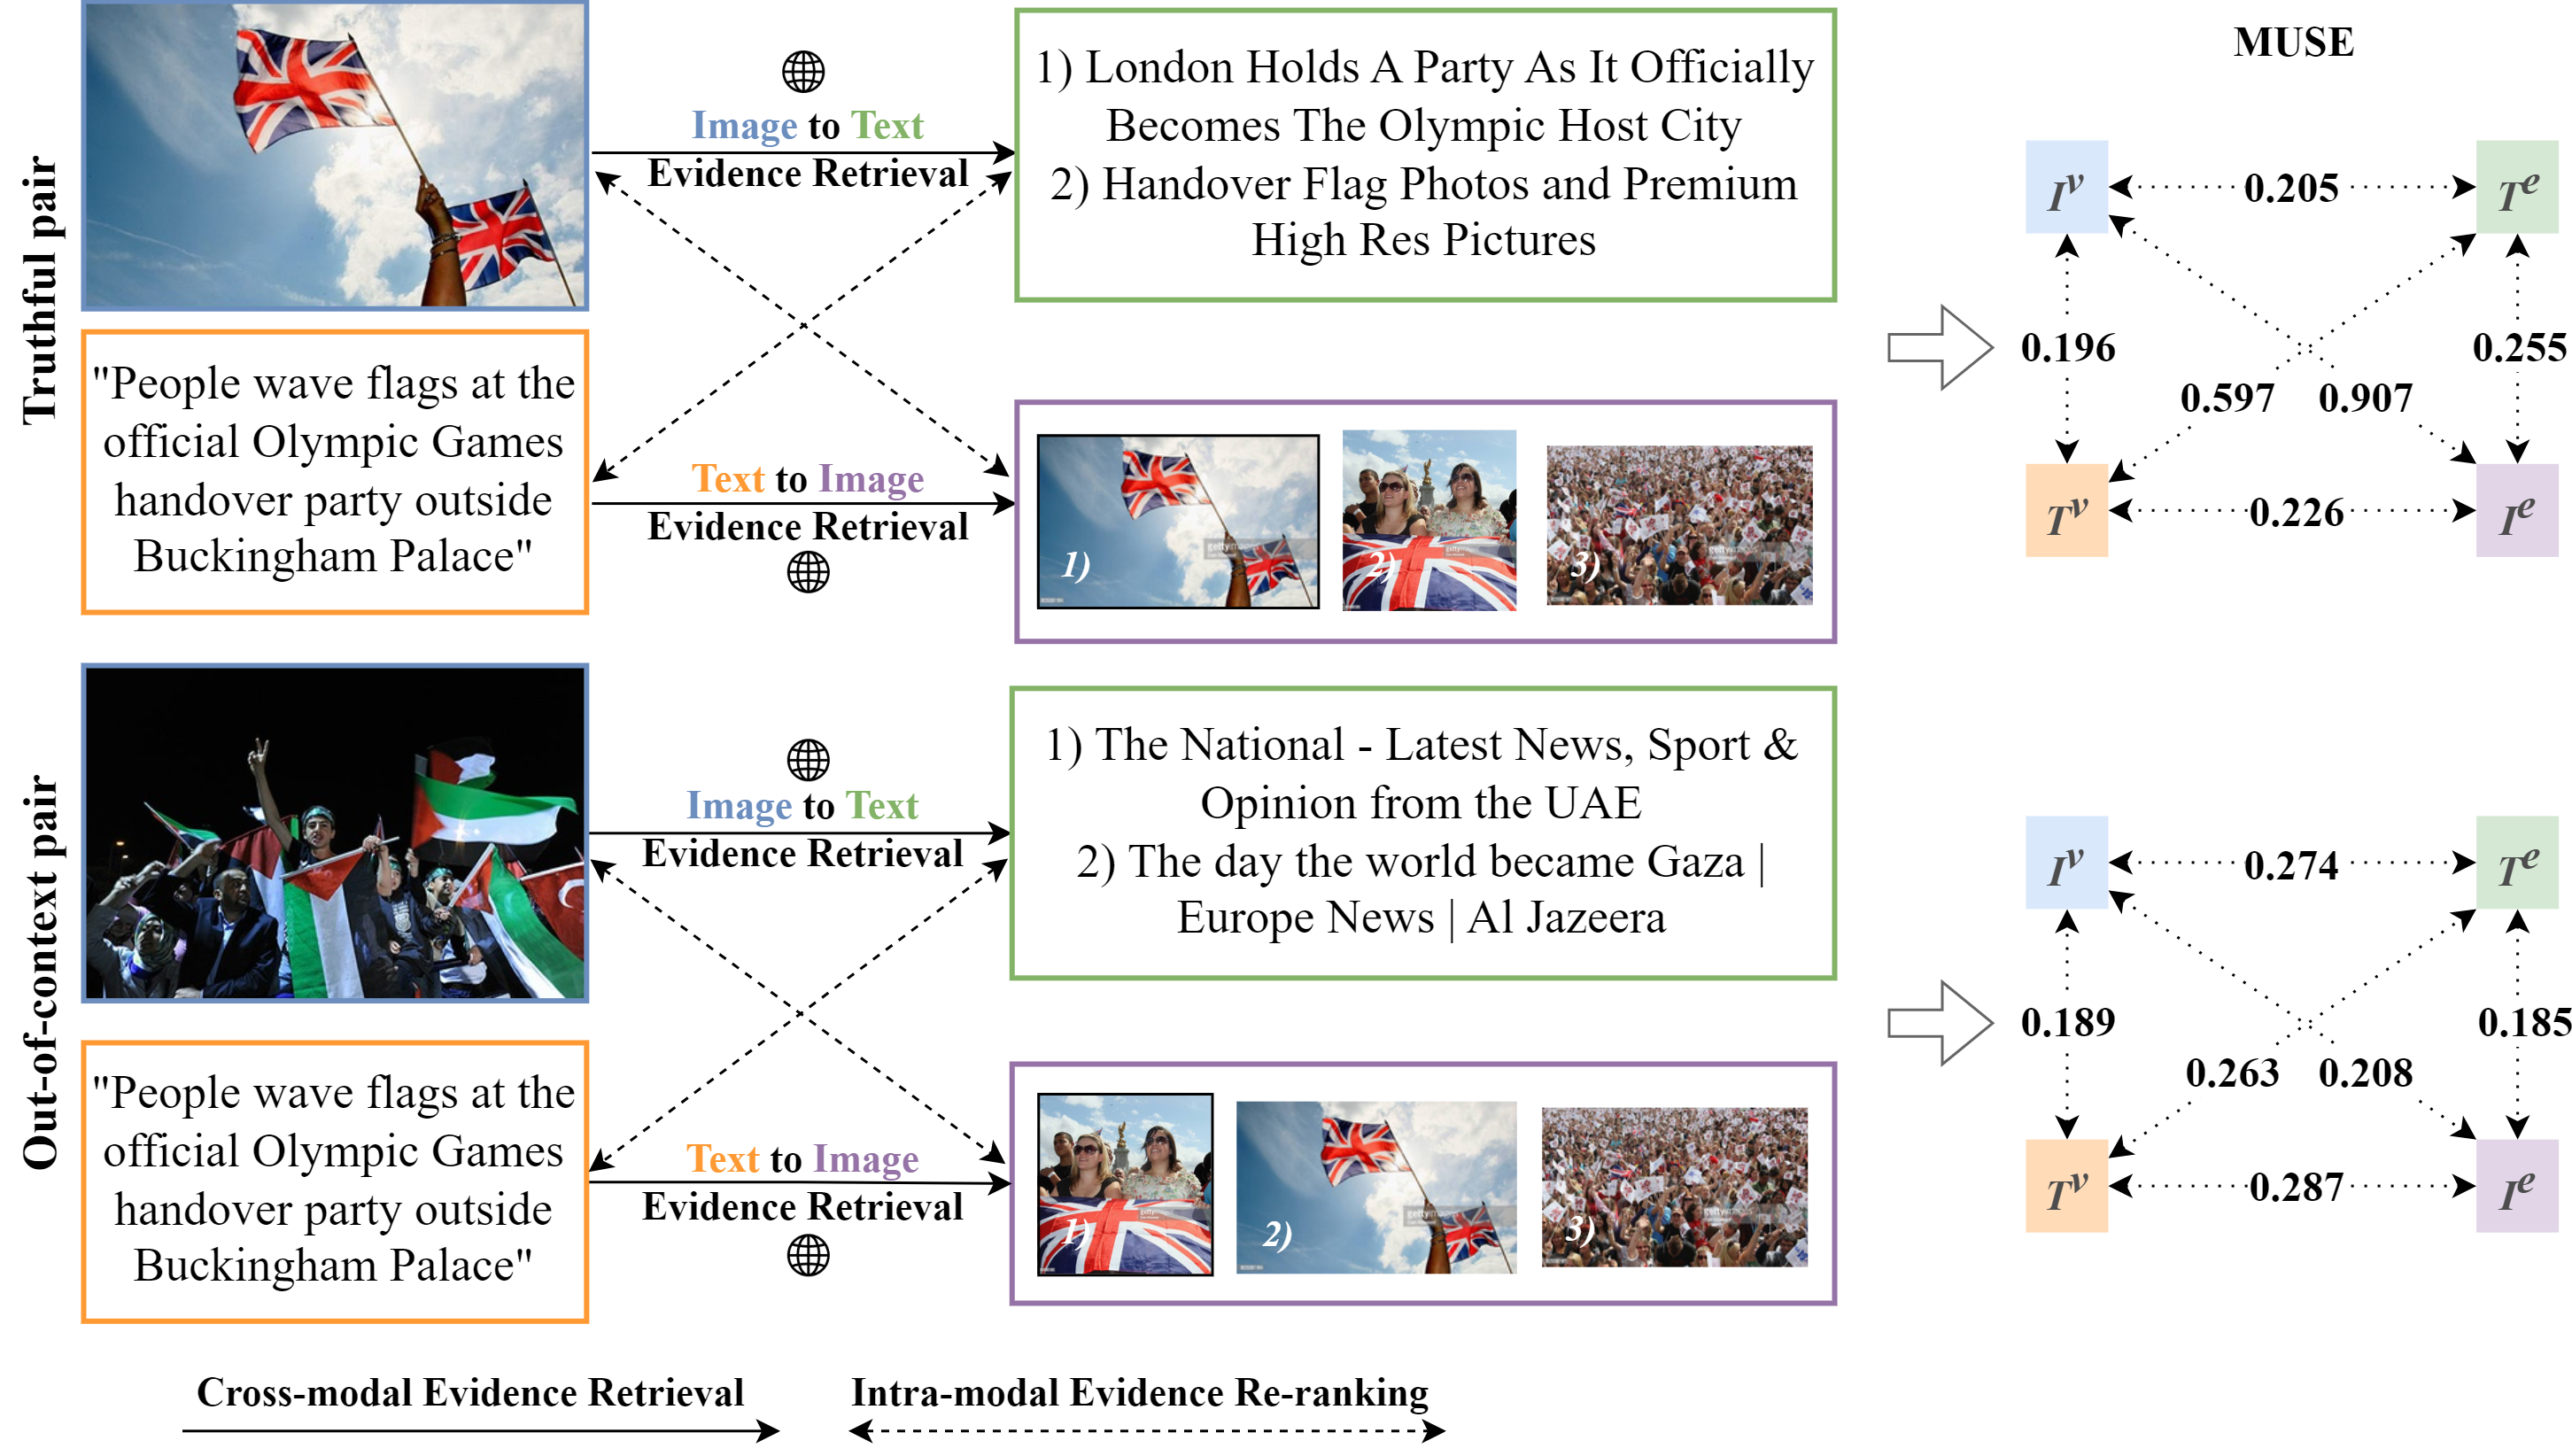 Truthful pair
"People wave flags at the
official Olympic Games
handover party outside
Buckingham Palace"
Image to Text
Evidence Retrieval
Text to Image
Evidence Retrieval
1) London Holds A Party As It Officially
Becomes The Olympic Host City
2) Handover Flag Photos and Premium
High Res Pictures
1)
2)
3)
gettyimages
MUSE
I^v
0.205
T^e
0.196
0.255
0.597
0.907
T^v
0.226
I^e
Out-of-context pair
"People wave flags at the
official Olympic Games
handover party outside
Buckingham Palace"
Image to Text
Evidence Retrieval
Text to Image
Evidence Retrieval
1) The National - Latest News, Sport &
Opinion from the UAE
2) The day the world became Gaza |
Europe News | Al Jazeera
1)
2)
3)
I^v
0.274
T^e
0.189
0.185
0.263
0.208
T^v
0.287
I^e
Cross-modal Evidence Retrieval
Intra-modal Evidence Re-ranking